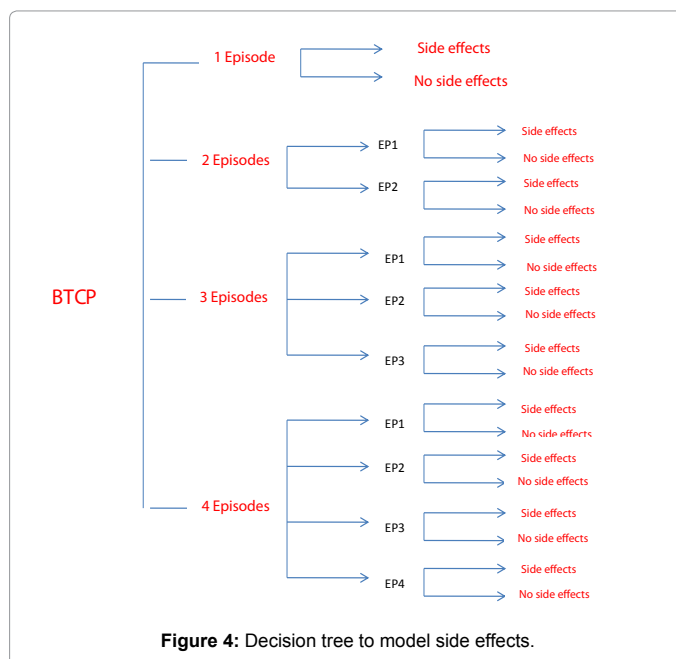 1 Episode
Side effects
No side effects
2 Episodes
EP1
Side effects
No side effects
EP2
Side effects
No side effects
BTCP
3 Episodes
EP1
Side effects
No side effects
EP2
Side effects
No side effects
EP3
Side effects
No side effects
4 Episodes
EP1
Side effects
No side effects
EP2
Side effects
No side effects
EP3
Side effects
No side effects
EP4
Side effects
No side effects
Figure 4: Decision tree to model side effects.